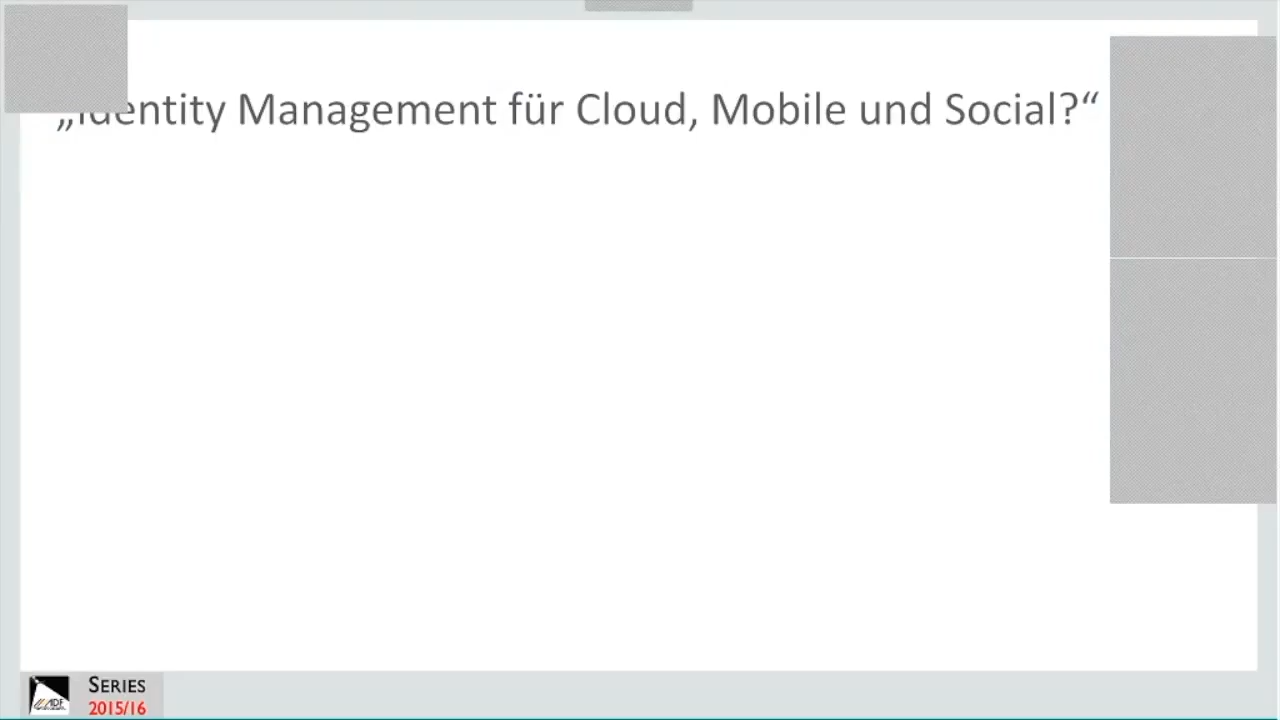 „Identity Management für Cloud, Mobile und Social?“
SERIES
2015/16